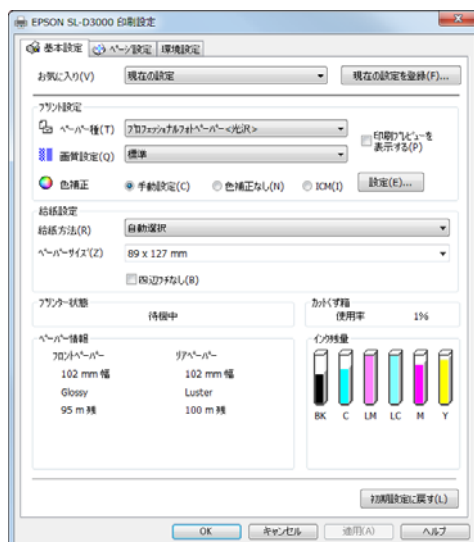 EPSON SL-D3000 印刷設定
基本設定 ページ設定 環境設定
お気に入り(V) 現在の設定 現在の設定を登録(F)...
プリント設定
ペーパー種(T) プロフェッショナルフォトペーパー<光沢>
印刷プレビューを
表示する(P)
画質設定(Q) 標準
色補正 手動設定(C) 色補正なし(N) ICM(I) 設定(E)...
給紙設定
給紙方法(R) 自動選択
ペーパーサイズ(Z) 89 x 127 mm
四辺フチなし(B)
プリンター状態
待機中
カットくず箱
使用率 1%
ペーパー情報
フロントペーパー リアペーパー
102 mm 幅 102 mm 幅
Glossy Luster
95 m 残 100 m 残
インク残量
BK C LM LC M Y
初期設定に戻す(L)
OK キャンセル 適用(A) ヘルプ